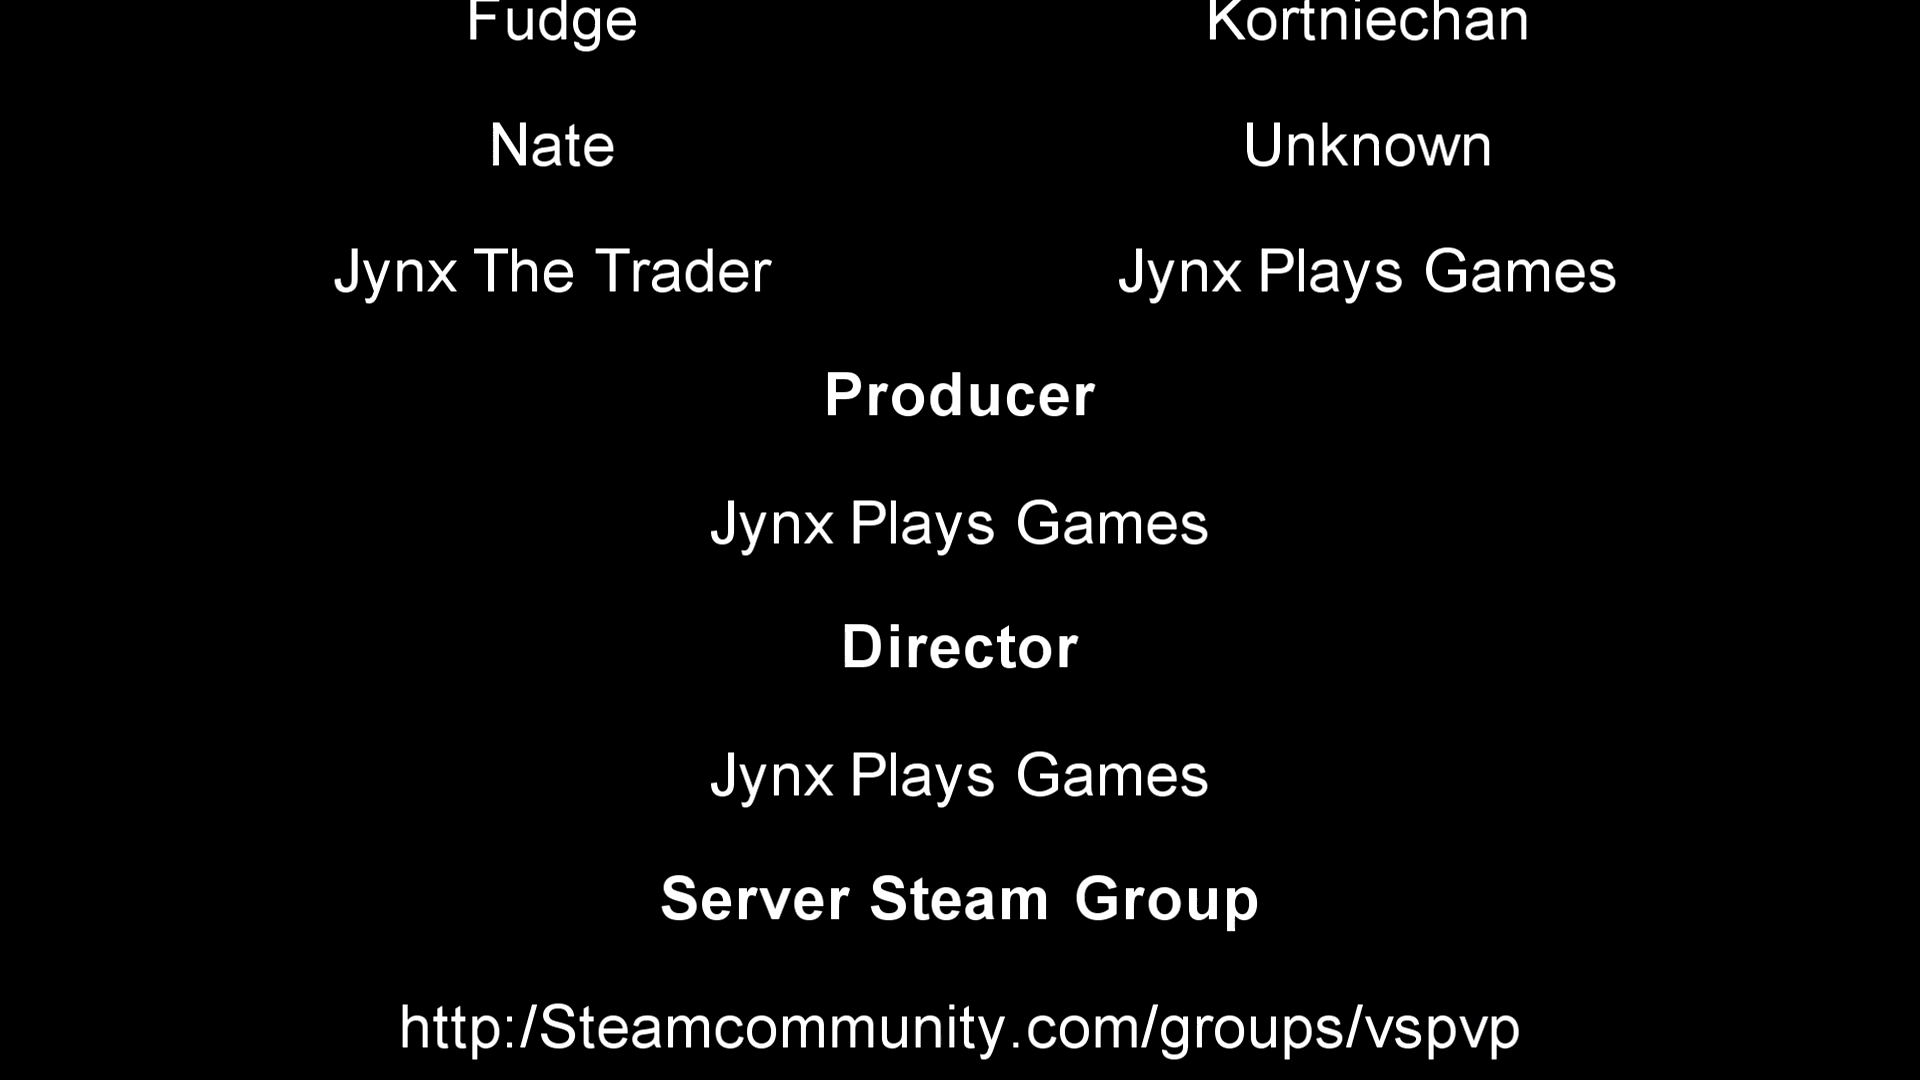 Fudge Kortniechan
Nate Unknown
Jynx The Trader Jynx Plays Games
Producer
Jynx Plays Games
Director
Jynx Plays Games
Server Steam Group
http:/Steamcommunity.com/groups/vspvp